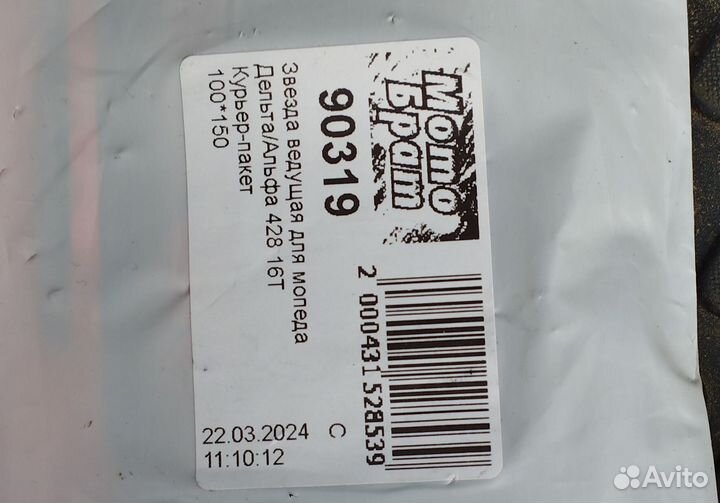 Мото
Брат
90319
Звезда ведущая для мопеда
Дельта/Альфа 428 16Т
Курьер-пакет
100*150
2 000431 528539
22.03.2024 С
11:10:12
Avito